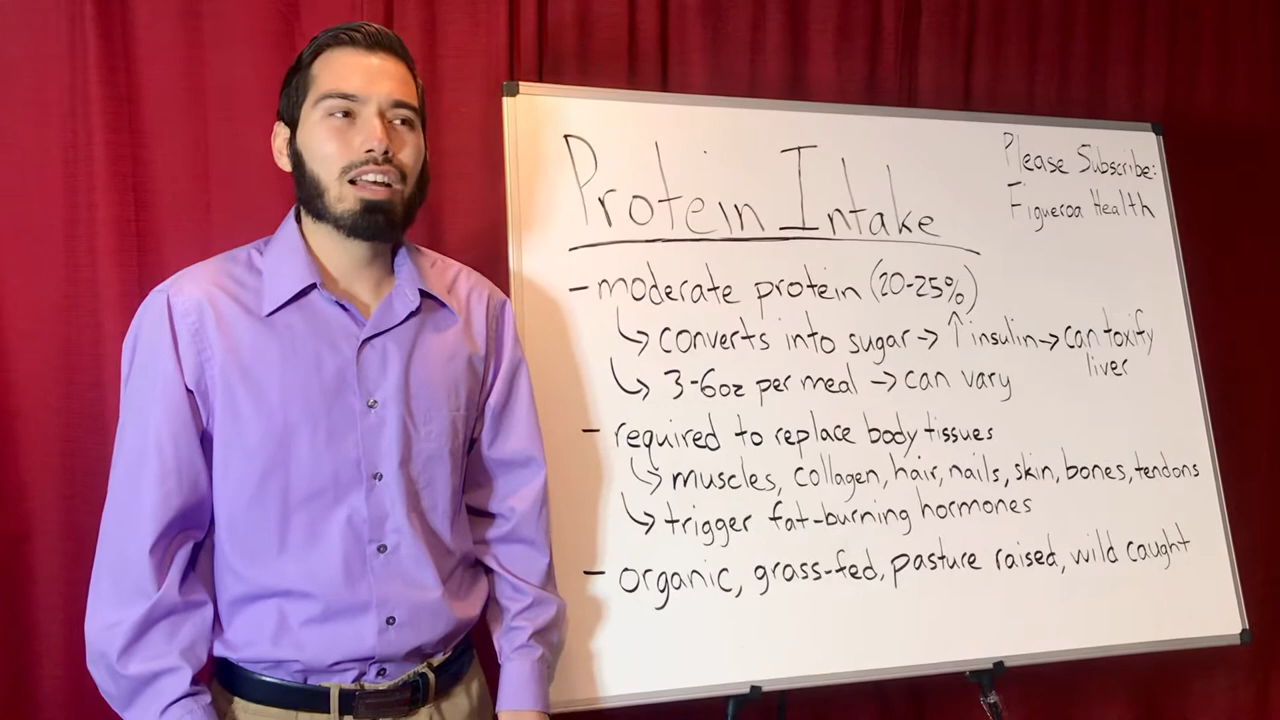 Protein Intake
Please Subscribe:
Figueroa Health
- moderate protein (20-25%)
↳ converts into sugar → ↑ insulin → can toxify
liver
↳ 3-6oz per meal → can vary
- required to replace body tissues
↳ muscles, collagen, hair, nails, skin, bones, tendons
↳ trigger fat-burning hormones
- organic, grass-fed, pasture raised, wild caught